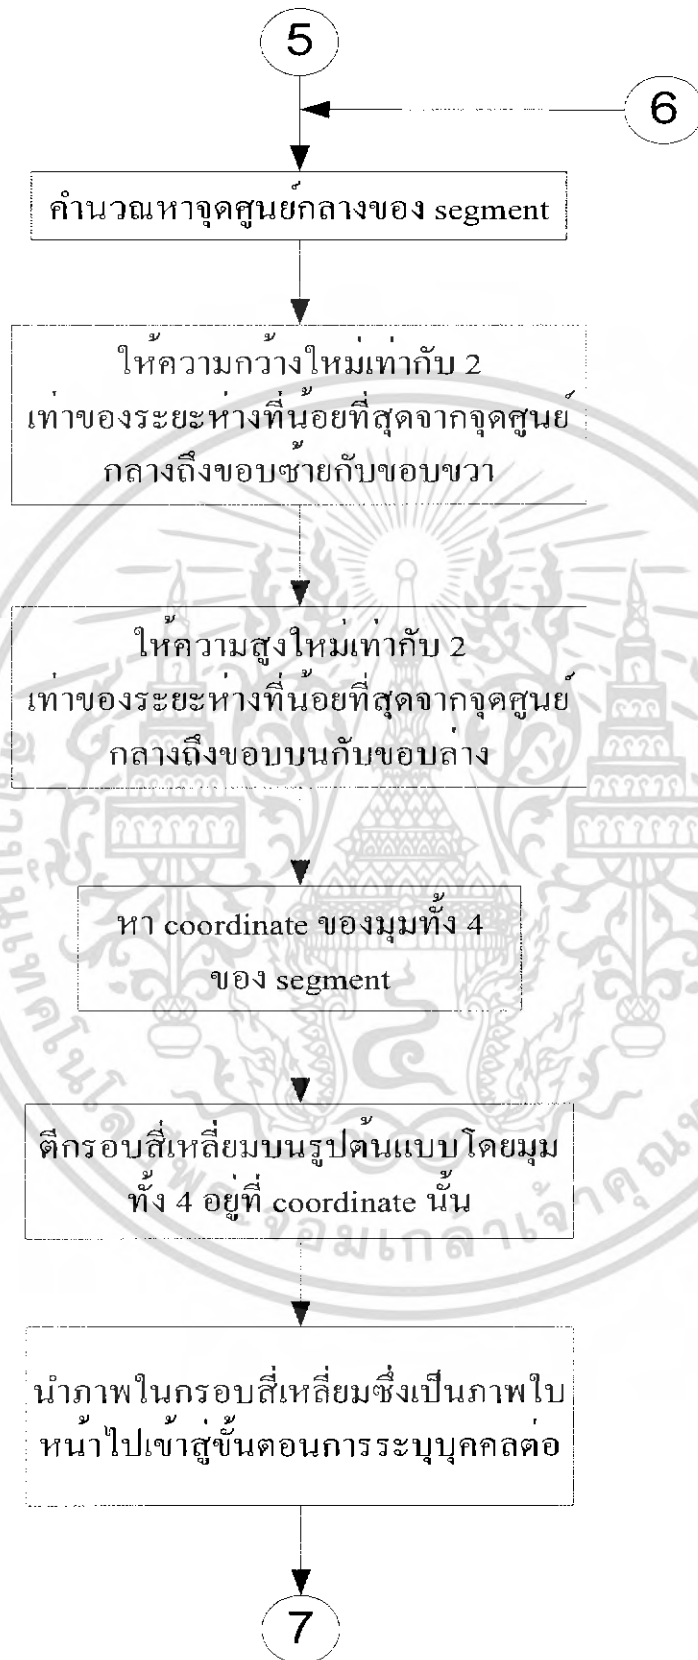 5
6
คำนวณหาจุดศูนย์กลางของ segment
ให้ความกว้างใหม่เท่ากับ 2
เท่าของระยะห่างที่น้อยที่สุดจากจุดศูนย์
กลางถึงขอบซ้ายกับขอบขวา
ให้ความสูงใหม่เท่ากับ 2
เท่าของระยะห่างที่น้อยที่สุดจากจุดศูนย์
กลางถึงขอบบนกับขอบล่าง
หา coordinate ของมุมทั้ง 4
ของ segment
ตีกรอบสี่เหลี่ยมบนรูปต้นแบบโดยมุม
ทั้ง 4 อยู่ที่ coordinate นั้น
นำภาพในกรอบสี่เหลี่ยมซึ่งเป็นภาพใบ
หน้าไปเข้าสู่ขั้นตอนการระบุบุคคลต่อ
7